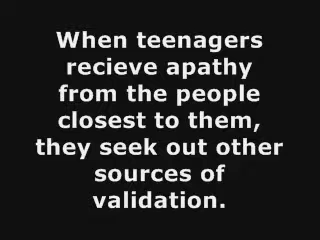 When teenagers
recieve apathy
from the people
closest to them,
they seek out other
sources of
validation.